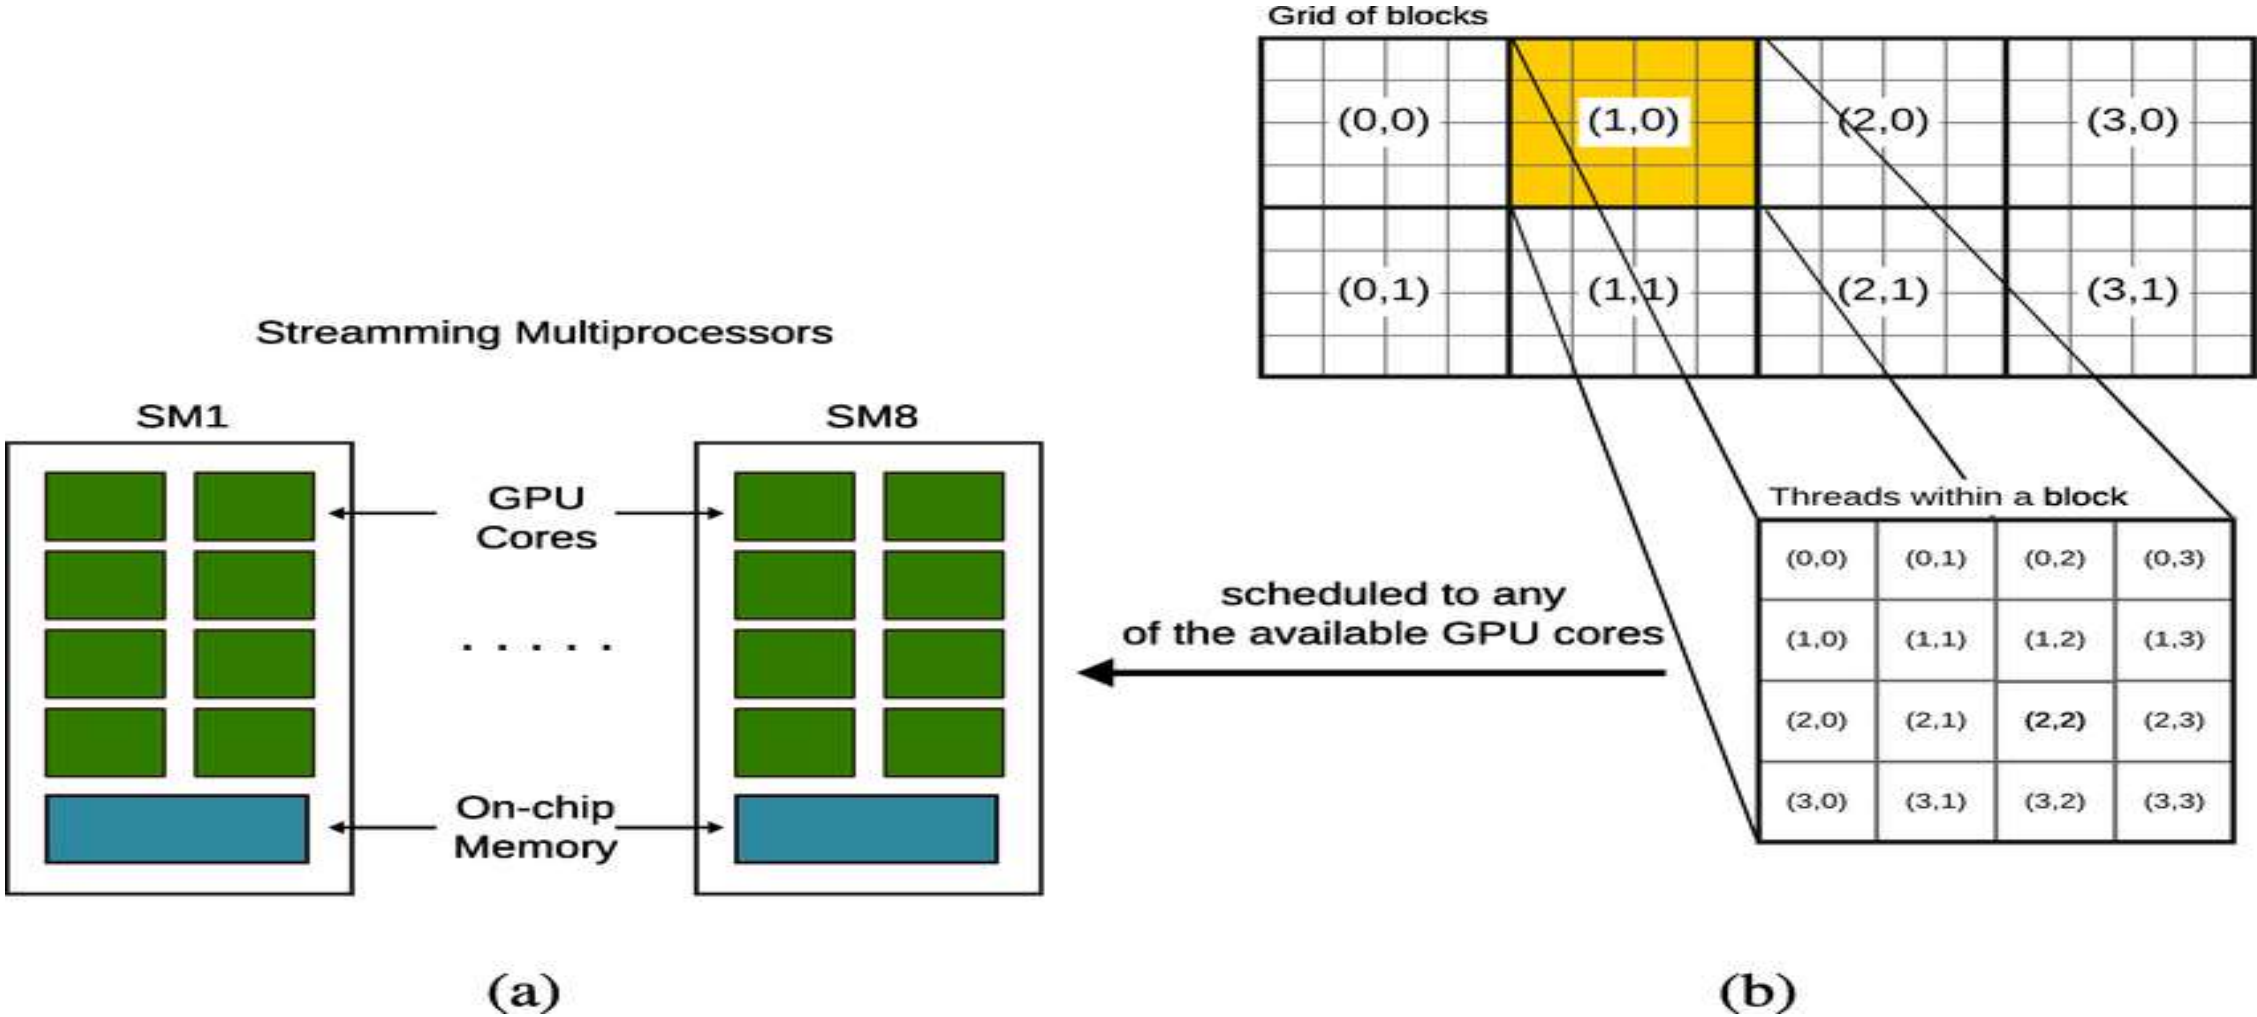 Grid of blocks
(0,0) (1,0) (2,0) (3,0)
(0,1) (1,1) (2,1) (3,1)
Streamming Multiprocessors
SM1 SM8
GPU
Cores
. . . . .
On-chip
Memory
scheduled to any
of the available GPU cores
Threads within a block
(0,0) (0,1) (0,2) (0,3)
(1,0) (1,1) (1,2) (1,3)
(2,0) (2,1) (2,2) (2,3)
(3,0) (3,1) (3,2) (3,3)
(a) (b)